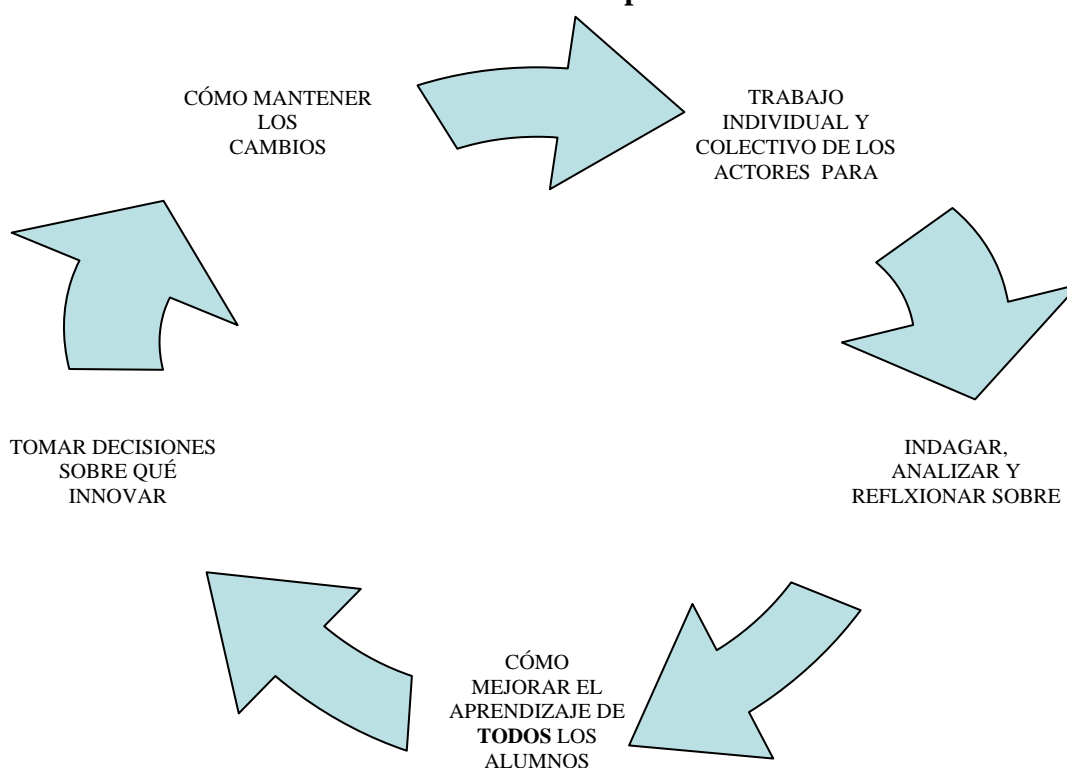 CÓMO MANTENER
LOS
CAMBIOS
TRABAJO
INDIVIDUAL Y
COLECTIVO DE LOS
ACTORES PARA
INDAGAR,
ANALIZAR Y
REFLXIONAR SOBRE
CÓMO
MEJORAR EL
APRENDIZAJE DE
TODOS LOS
ALUMNOS
TOMAR DECISIONES
SOBRE QUÉ
INNOVAR